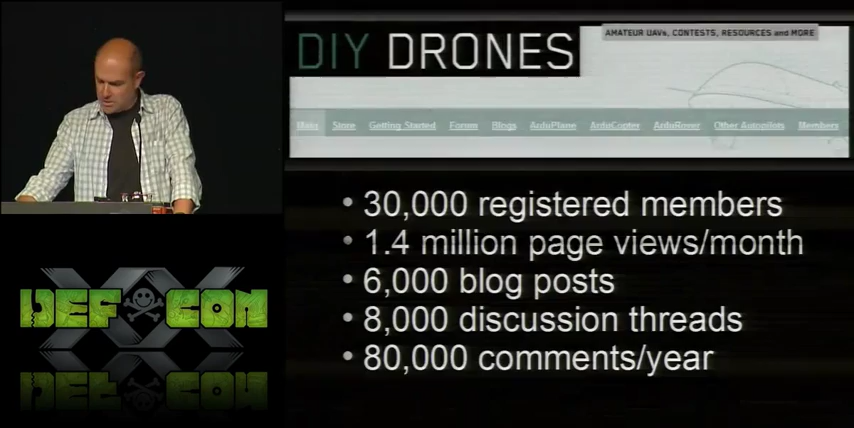 DIY DRONES
AMATEUR UAVs, CONTESTS, RESOURCES and MORE
Main Store Getting Started Forum Blogs ArduPlane ArduCopter ArduRover Other Autopilots Members
• 30,000 registered members
• 1.4 million page views/month
• 6,000 blog posts
• 8,000 discussion threads
• 80,000 comments/year
XX
DEF CON